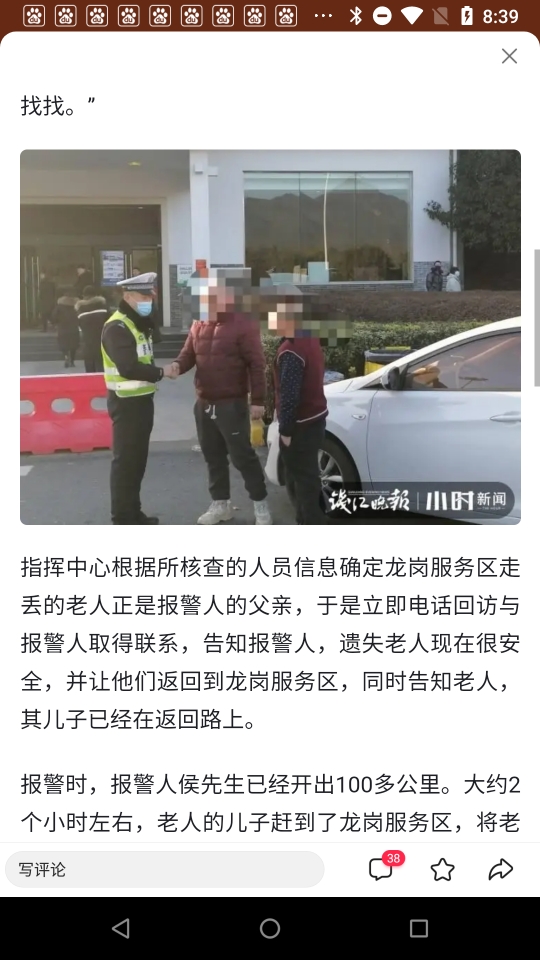 8:39
找找。”
钱江晚报 小时新闻
指挥中心根据所核查的人员信息确定龙岗服务区走
丢的老人正是报警人的父亲，于是立即电话回访与
报警人取得联系，告知报警人，遗失老人现在很安
全，并让他们返回到龙岗服务区，同时告知老人，
其儿子已经在返回路上。
报警时，报警人侯先生已经开出100多公里。大约2
个小时左右，老人的儿子赶到了龙岗服务区，将老
写评论
38